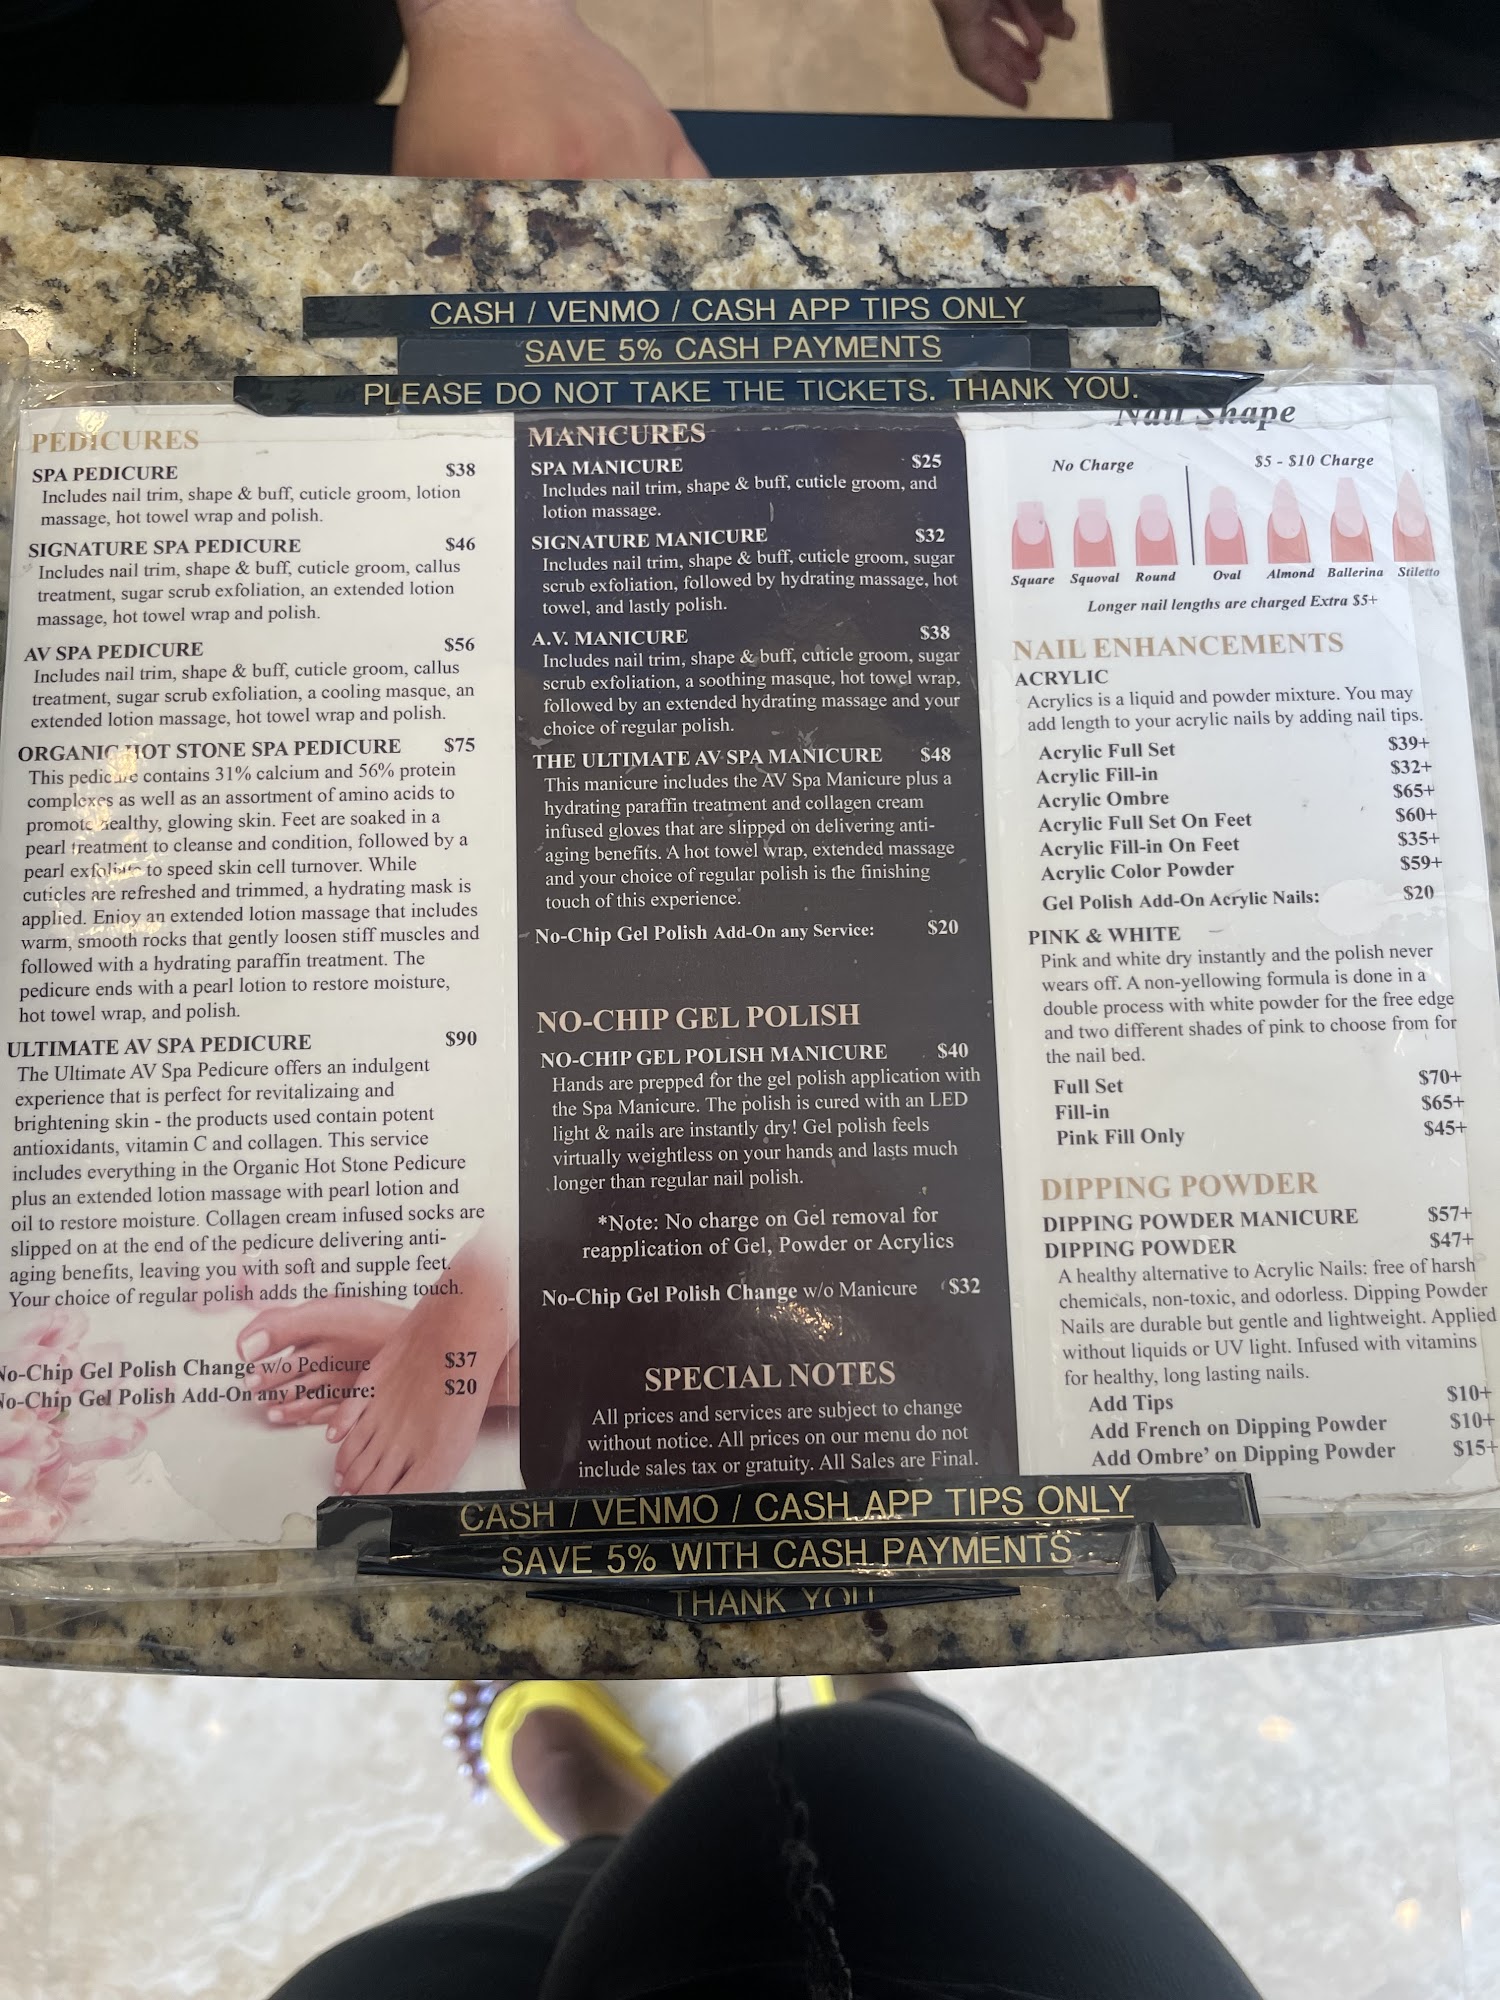 CASH / VENMO / CASH APP TIPS ONLY
SAVE 5% CASH PAYMENTS
PLEASE DO NOT TAKE THE TICKETS. THANK YOU.
PEDICURES
SPA PEDICURE $38
Includes nail trim, shape & buff, cuticle groom, lotion
massage, hot towel wrap and polish.
SIGNATURE SPA PEDICURE $46
Includes nail trim, shape & buff, cuticle groom, callus
treatment, sugar scrub exfoliation, an extended lotion
massage, hot towel wrap and polish.
AV SPA PEDICURE $56
Includes nail trim, shape & buff, cuticle groom, callus
treatment, sugar scrub exfoliation, a cooling masque, an
extended lotion massage, hot towel wrap and polish.
ORGANIC HOT STONE SPA PEDICURE $75
This pedicure contains 31% calcium and 56% protein
complexes as well as an assortment of amino acids to
promote healthy, glowing skin. Feet are soaked in a
pearl treatment to cleanse and condition, followed by a
pearl exfoliate to speed skin cell turnover. While
cuticles are refreshed and trimmed, a hydrating mask is
applied. Enjoy an extended lotion massage that includes
warm, smooth rocks that gently loosen stiff muscles and
followed with a hydrating paraffin treatment. The
pedicure ends with a pearl lotion to restore moisture,
hot towel wrap, and polish.
ULTIMATE AV SPA PEDICURE $90
The Ultimate AV Spa Pedicure offers an indulgent
experience that is perfect for revitalizaing and
brightening skin - the products used contain potent
antioxidants, vitamin C and collagen. This service
includes everything in the Organic Hot Stone Pedicure
plus an extended lotion massage with pearl lotion and
oil to restore moisture. Collagen cream infused socks are
slipped on at the end of the pedicure delivering anti-
aging benefits, leaving you with soft and supple feet.
Your choice of regular polish adds the finishing touch.
No-Chip Gel Polish Change w/o Pedicure $37
No-Chip Gel Polish Add-On any Pedicure: $20
MANICURES
SPA MANICURE $25
Includes nail trim, shape & buff, cuticle groom, and
lotion massage.
SIGNATURE MANICURE $32
Includes nail trim, shape & buff, cuticle groom, sugar
scrub exfoliation, followed by hydrating massage, hot
towel, and lastly polish.
A.V. MANICURE $38
Includes nail trim, shape & buff, cuticle groom, sugar
scrub exfoliation, a soothing masque, hot towel wrap,
followed by an extended hydrating massage and your
choice of regular polish.
THE ULTIMATE AV SPA MANICURE $48
This manicure includes the AV Spa Manicure plus a
hydrating paraffin treatment and collagen cream
infused gloves that are slipped on delivering anti-
aging benefits. A hot towel wrap, extended massage
and your choice of regular polish is the finishing
touch of this experience.
No-Chip Gel Polish Add-On any Service: $20
NO-CHIP GEL POLISH
NO-CHIP GEL POLISH MANICURE $40
Hands are prepped for the gel polish application with
the Spa Manicure. The polish is cured with an LED
light & nails are instantly dry! Gel polish feels
virtually weightless on your hands and lasts much
longer than regular nail polish.
*Note: No charge on Gel removal for
reapplication of Gel, Powder or Acrylics
No-Chip Gel Polish Change w/o Manicure $32
SPECIAL NOTES
All prices and services are subject to change
without notice. All prices on our menu do not
include sales tax or gratuity. All Sales are Final.
Nail Shape
No Charge $5 - $10 Charge
Square Squoval Round Oval Almond Ballerina Stiletto
Longer nail lengths are charged Extra $5+
NAIL ENHANCEMENTS
ACRYLIC
Acrylics is a liquid and powder mixture. You may
add length to your acrylic nails by adding nail tips.
Acrylic Full Set $39+
Acrylic Fill-in $32+
Acrylic Ombre $65+
Acrylic Full Set On Feet $60+
Acrylic Fill-in On Feet $35+
Acrylic Color Powder $59+
Gel Polish Add-On Acrylic Nails: $20
PINK & WHITE
Pink and white dry instantly and the polish never
wears off. A non-yellowing formula is done in a
double process with white powder for the free edge
and two different shades of pink to choose from for
the nail bed.
Full Set $70+
Fill-in $65+
Pink Fill Only $45+
DIPPING POWDER
DIPPING POWDER MANICURE $57+
DIPPING POWDER $47+
A healthy alternative to Acrylic Nails: free of harsh
chemicals, non-toxic, and odorless. Dipping Powder
Nails are durable but gentle and lightweight. Applied
without liquids or UV light. Infused with vitamins
for healthy, long lasting nails.
Add Tips $10+
Add French on Dipping Powder $10+
Add Ombre' on Dipping Powder $15+
CASH / VENMO / CASH APP TIPS ONLY
SAVE 5% WITH CASH PAYMENTS
THANK YOU